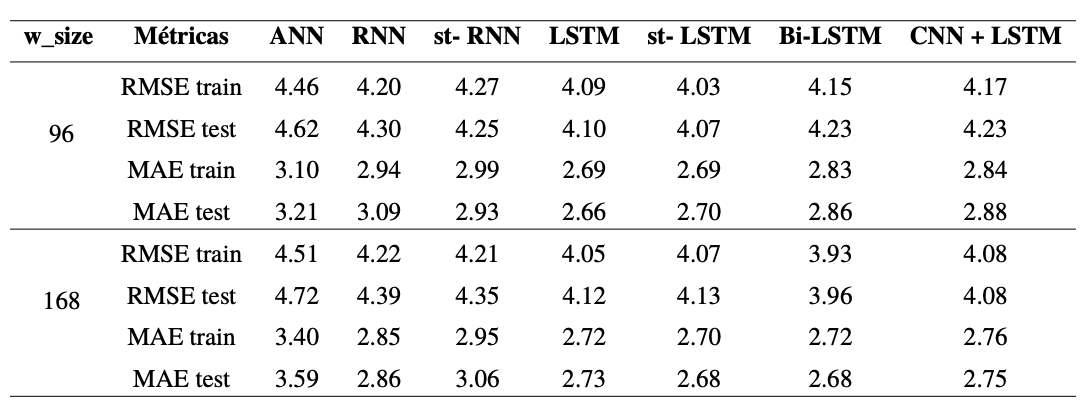 w_size Métricas ANN RNN st- RNN LSTM st- LSTM Bi-LSTM CNN + LSTM
96
RMSE train 4.46 4.20 4.27 4.09 4.03 4.15 4.17
RMSE test 4.62 4.30 4.25 4.10 4.07 4.23 4.23
MAE train 3.10 2.94 2.99 2.69 2.69 2.83 2.84
MAE test 3.21 3.09 2.93 2.66 2.70 2.86 2.88
168
RMSE train 4.51 4.22 4.21 4.05 4.07 3.93 4.08
RMSE test 4.72 4.39 4.35 4.12 4.13 3.96 4.08
MAE train 3.40 2.85 2.95 2.72 2.70 2.72 2.76
MAE test 3.59 2.86 3.06 2.73 2.68 2.68 2.75